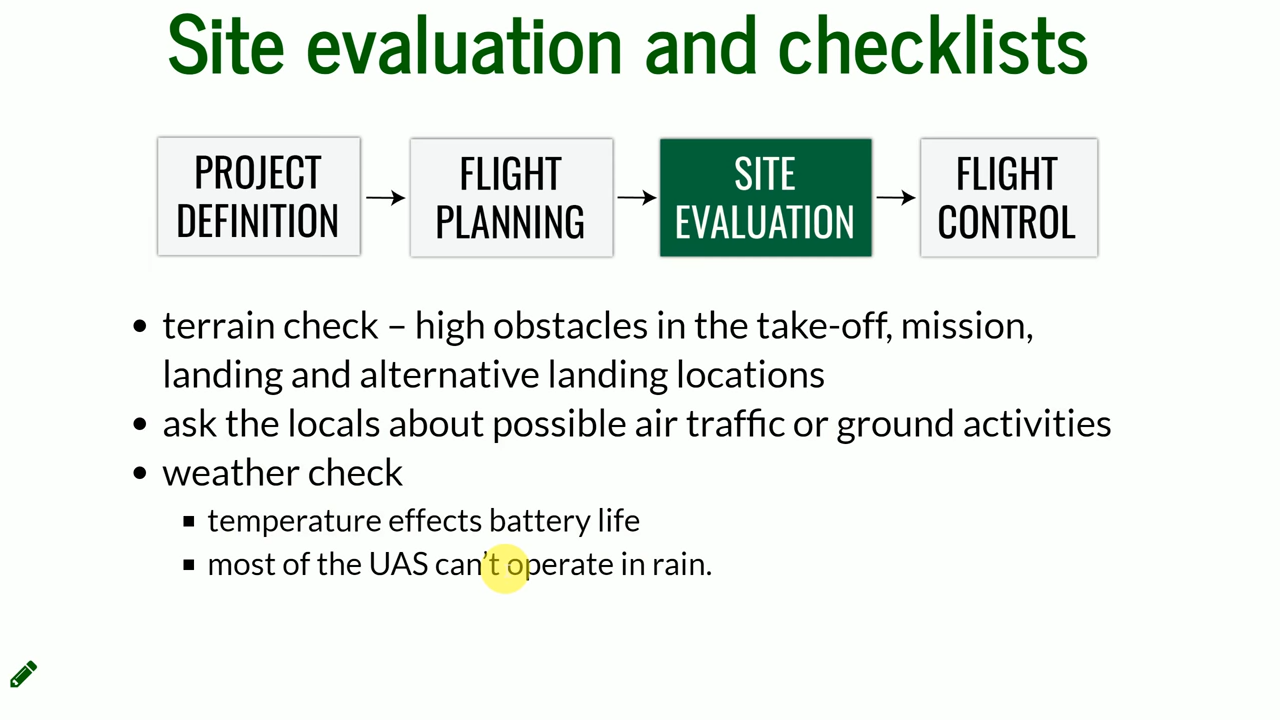 Site evaluation and checklists
PROJECT
DEFINITION
FLIGHT
PLANNING
SITE
EVALUATION
FLIGHT
CONTROL
• terrain check – high obstacles in the take-off, mission,
landing and alternative landing locations
• ask the locals about possible air traffic or ground activities
• weather check
▪ temperature effects battery life
▪ most of the UAS can't operate in rain.